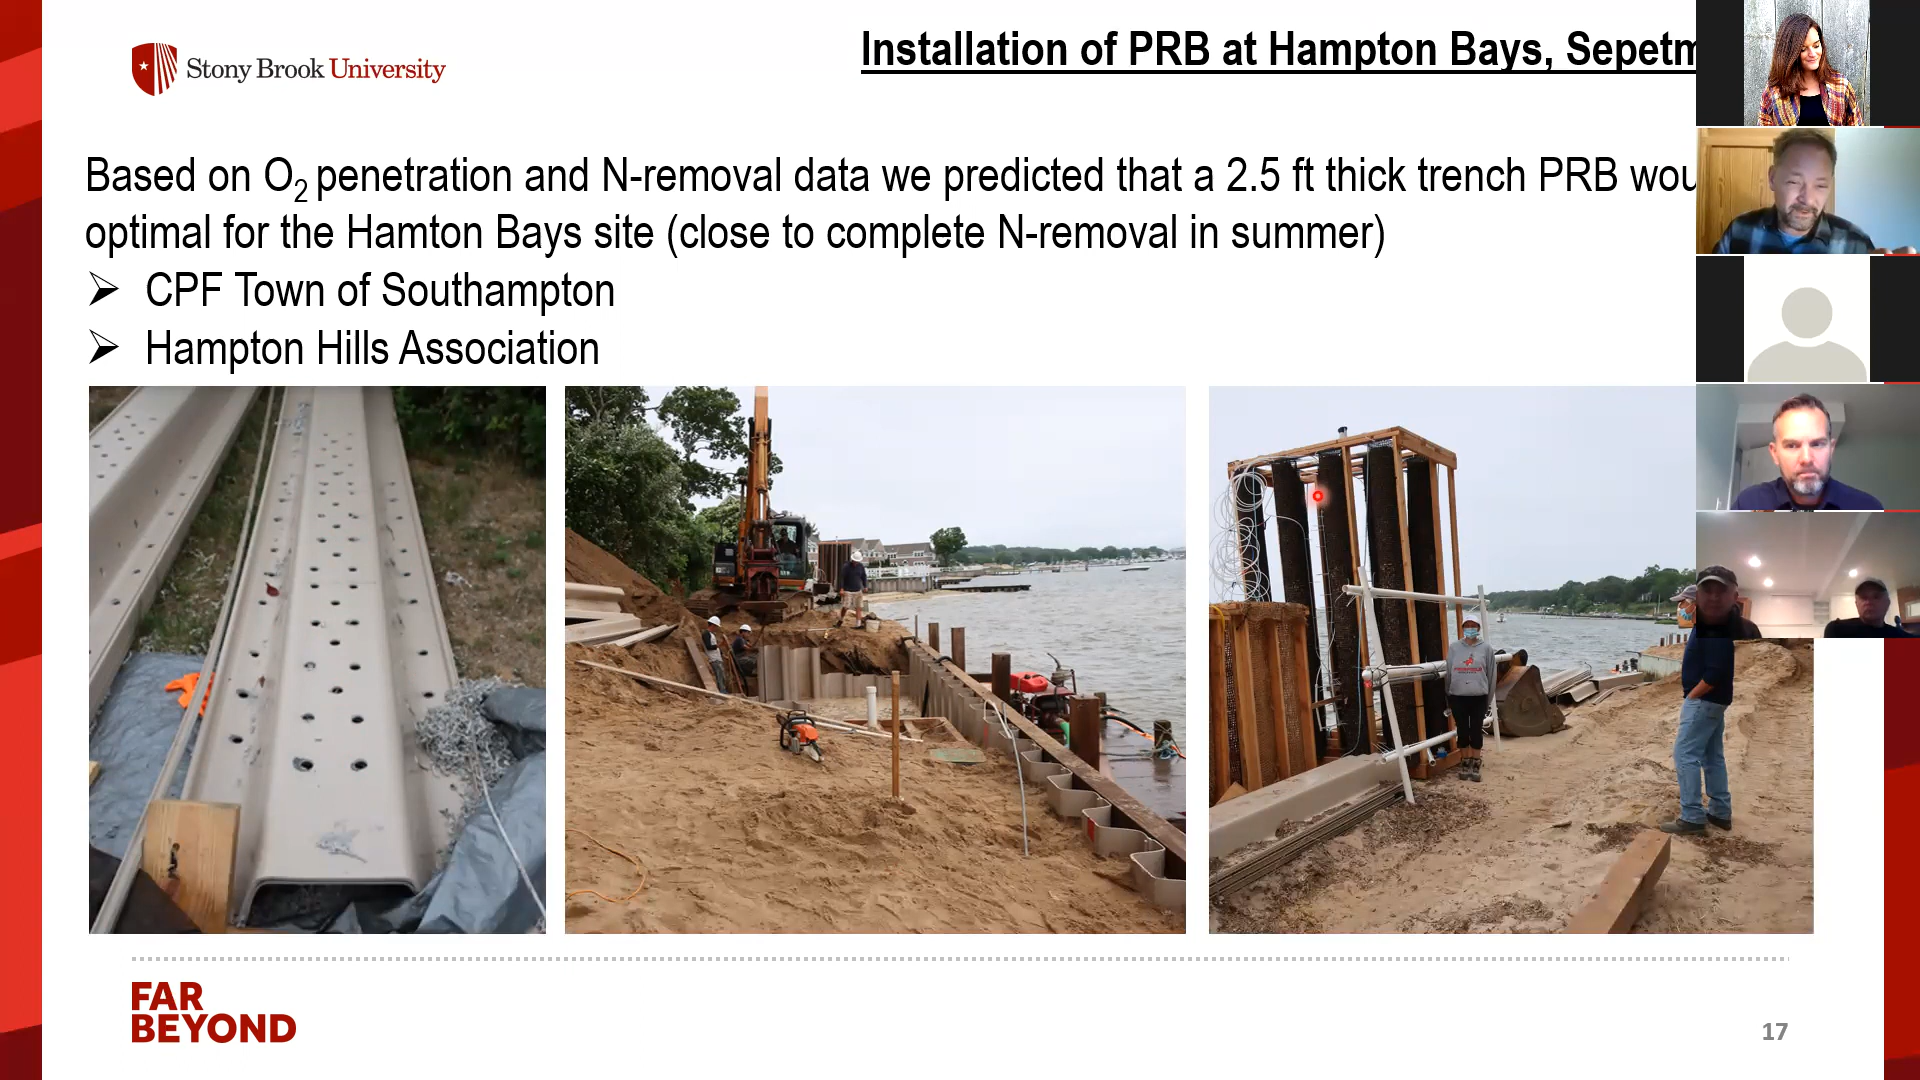 Stony Brook University
Installation of PRB at Hampton Bays, Sepetm
Based on O2 penetration and N-removal data we predicted that a 2.5 ft thick trench PRB wou
optimal for the Hamton Bays site (close to complete N-removal in summer)
➢ CPF Town of Southampton
➢ Hampton Hills Association
FAR
BEYOND
17